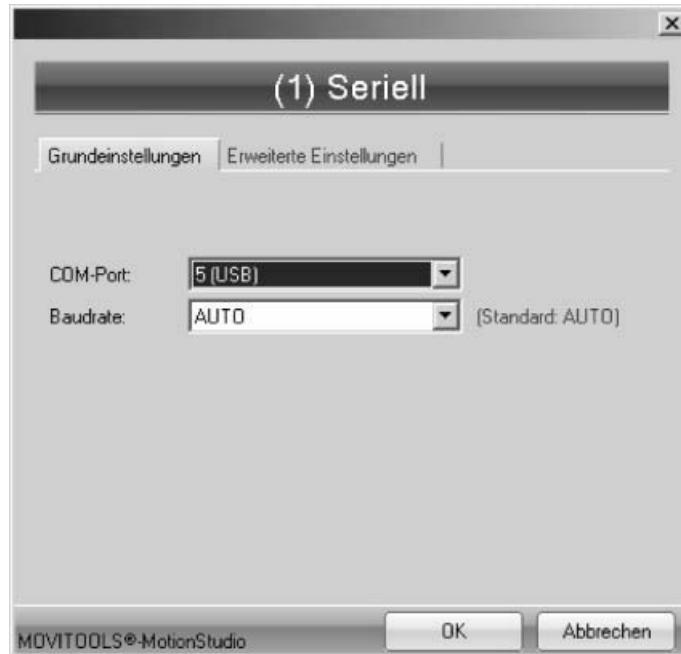 (1) Seriell
Grundeinstellungen Erweiterte Einstellungen
COM-Port: 5 (USB)
Baudrate: AUTO (Standard: AUTO)
MOVITOOLS®-MotionStudio OK Abbrechen